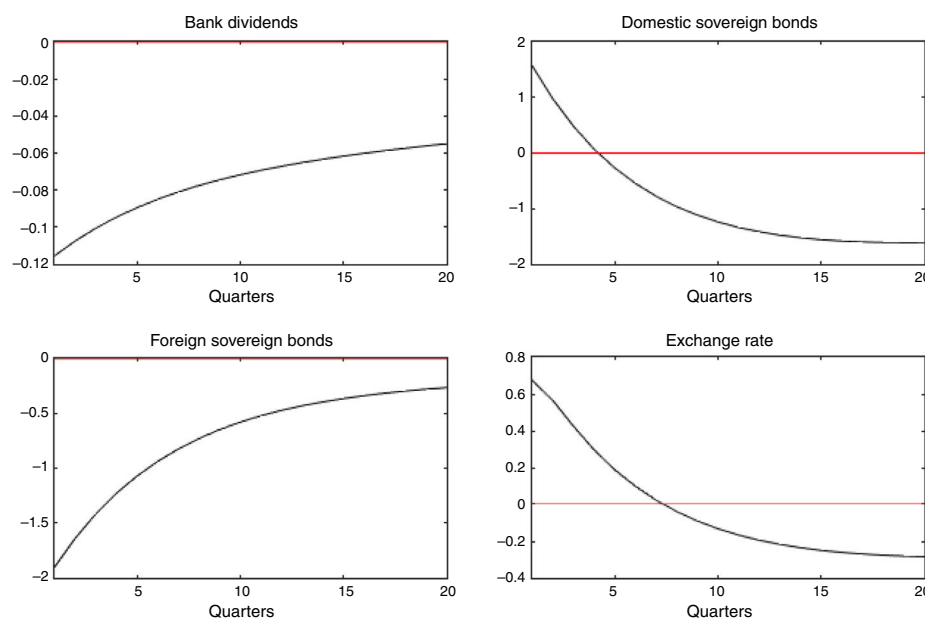 Bank dividends
0
–0.02
–0.04
–0.06
–0.08
–0.1
–0.12
5 10 15 20
Quarters
Domestic sovereign bonds
2
1
0
–1
–2
5 10 15 20
Quarters
Foreign sovereign bonds
0
–0.5
–1
–1.5
–2
5 10 15 20
Quarters
Exchange rate
0.8
0.6
0.4
0.2
0
–0.2
–0.4
5 10 15 20
Quarters